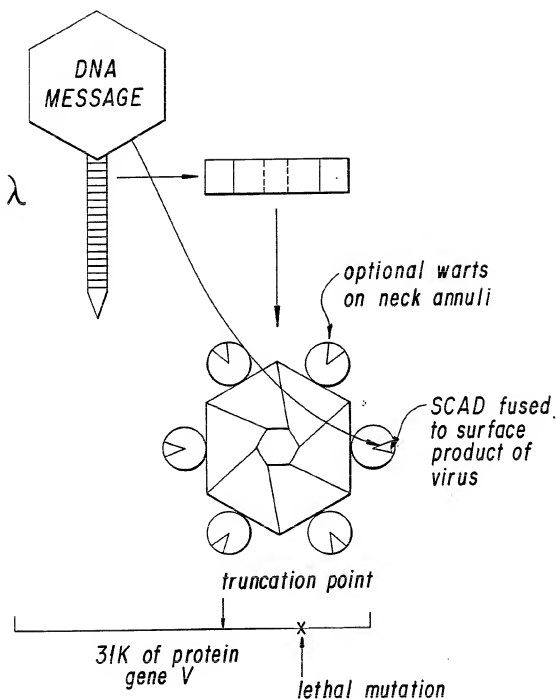 DNA
MESSAGE
λ
optional warts
on neck annuli
SCAD fused
to surface
product of
virus
truncation point
x
31K of protein
gene V
lethal mutation